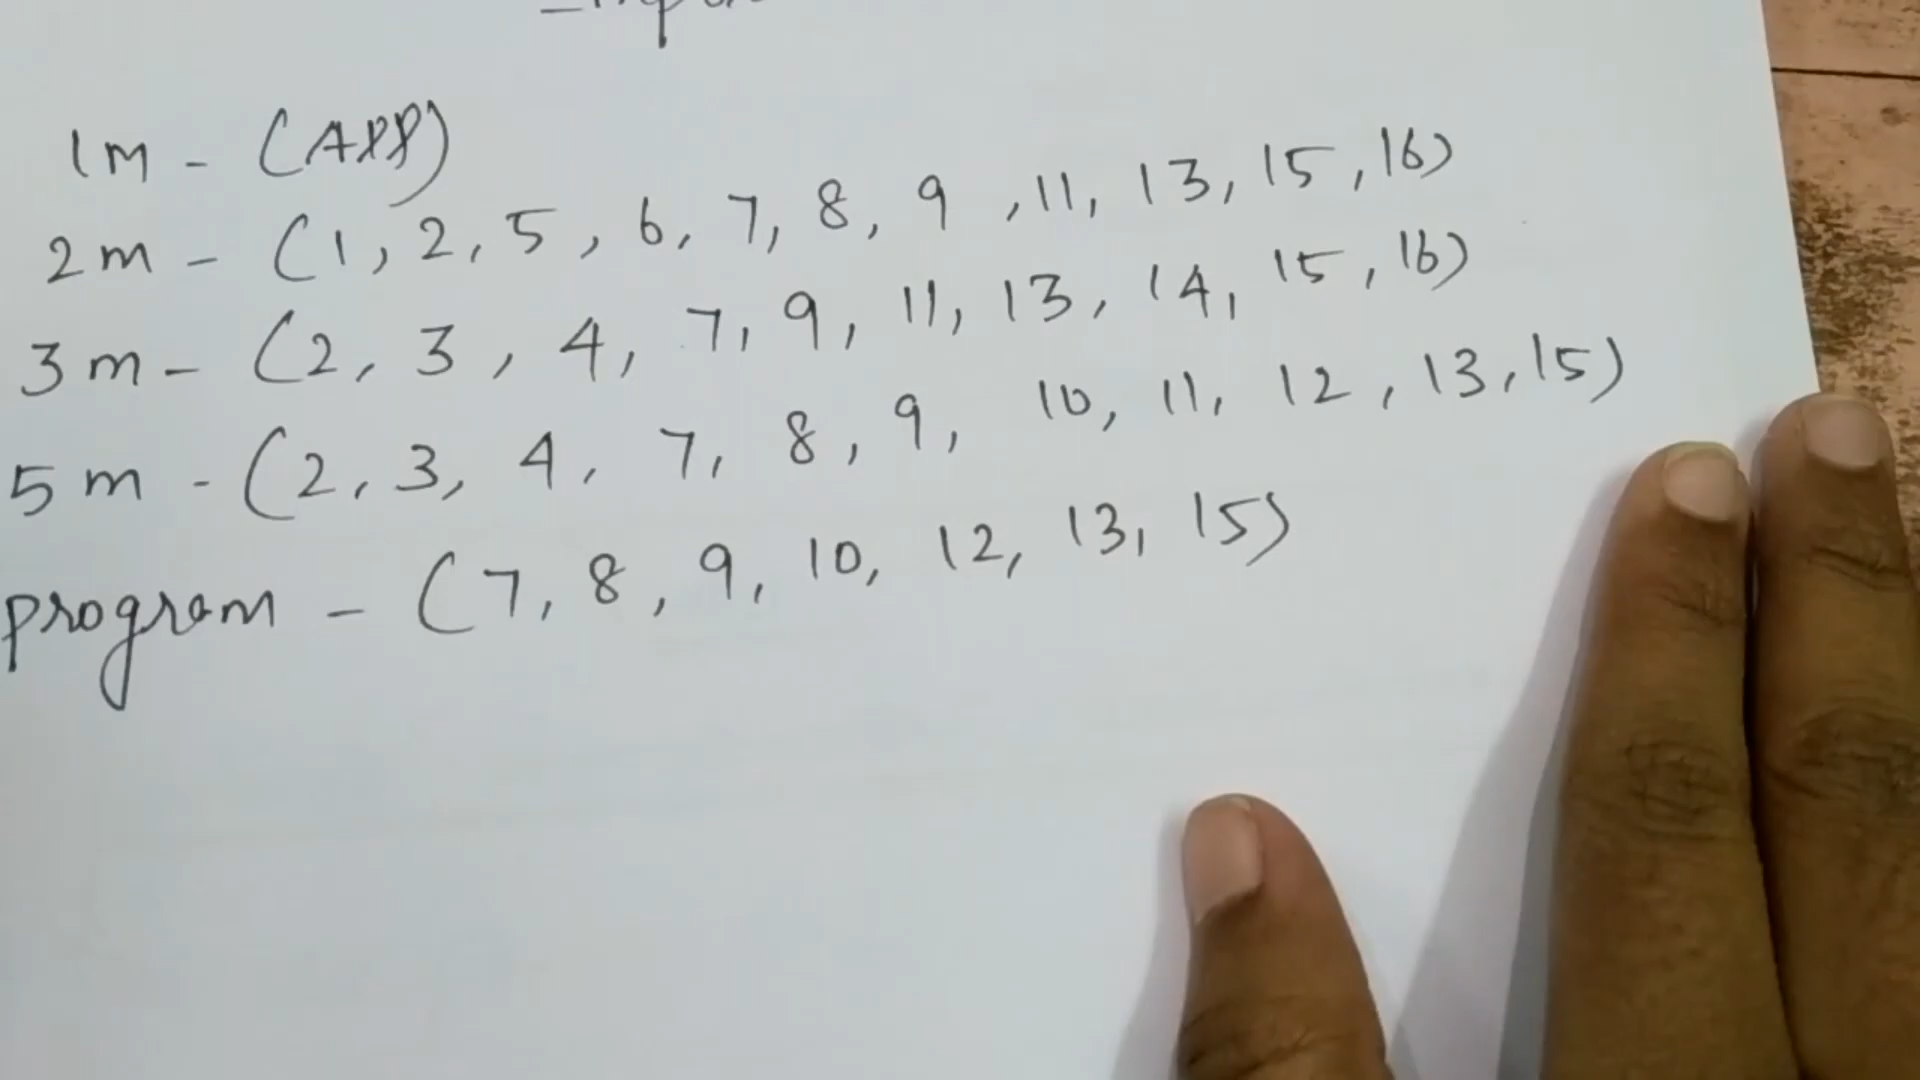 1m - (App)
2m - (1, 2, 5, 6, 7, 8, 9, 11, 13, 15, 16)
3m - (2, 3, 4, 7, 9, 11, 13, 14, 15, 16)
5m - (2, 3, 4, 7, 8, 9, 10, 11, 12, 13, 15)
program - (7, 8, 9, 10, 12, 13, 15)